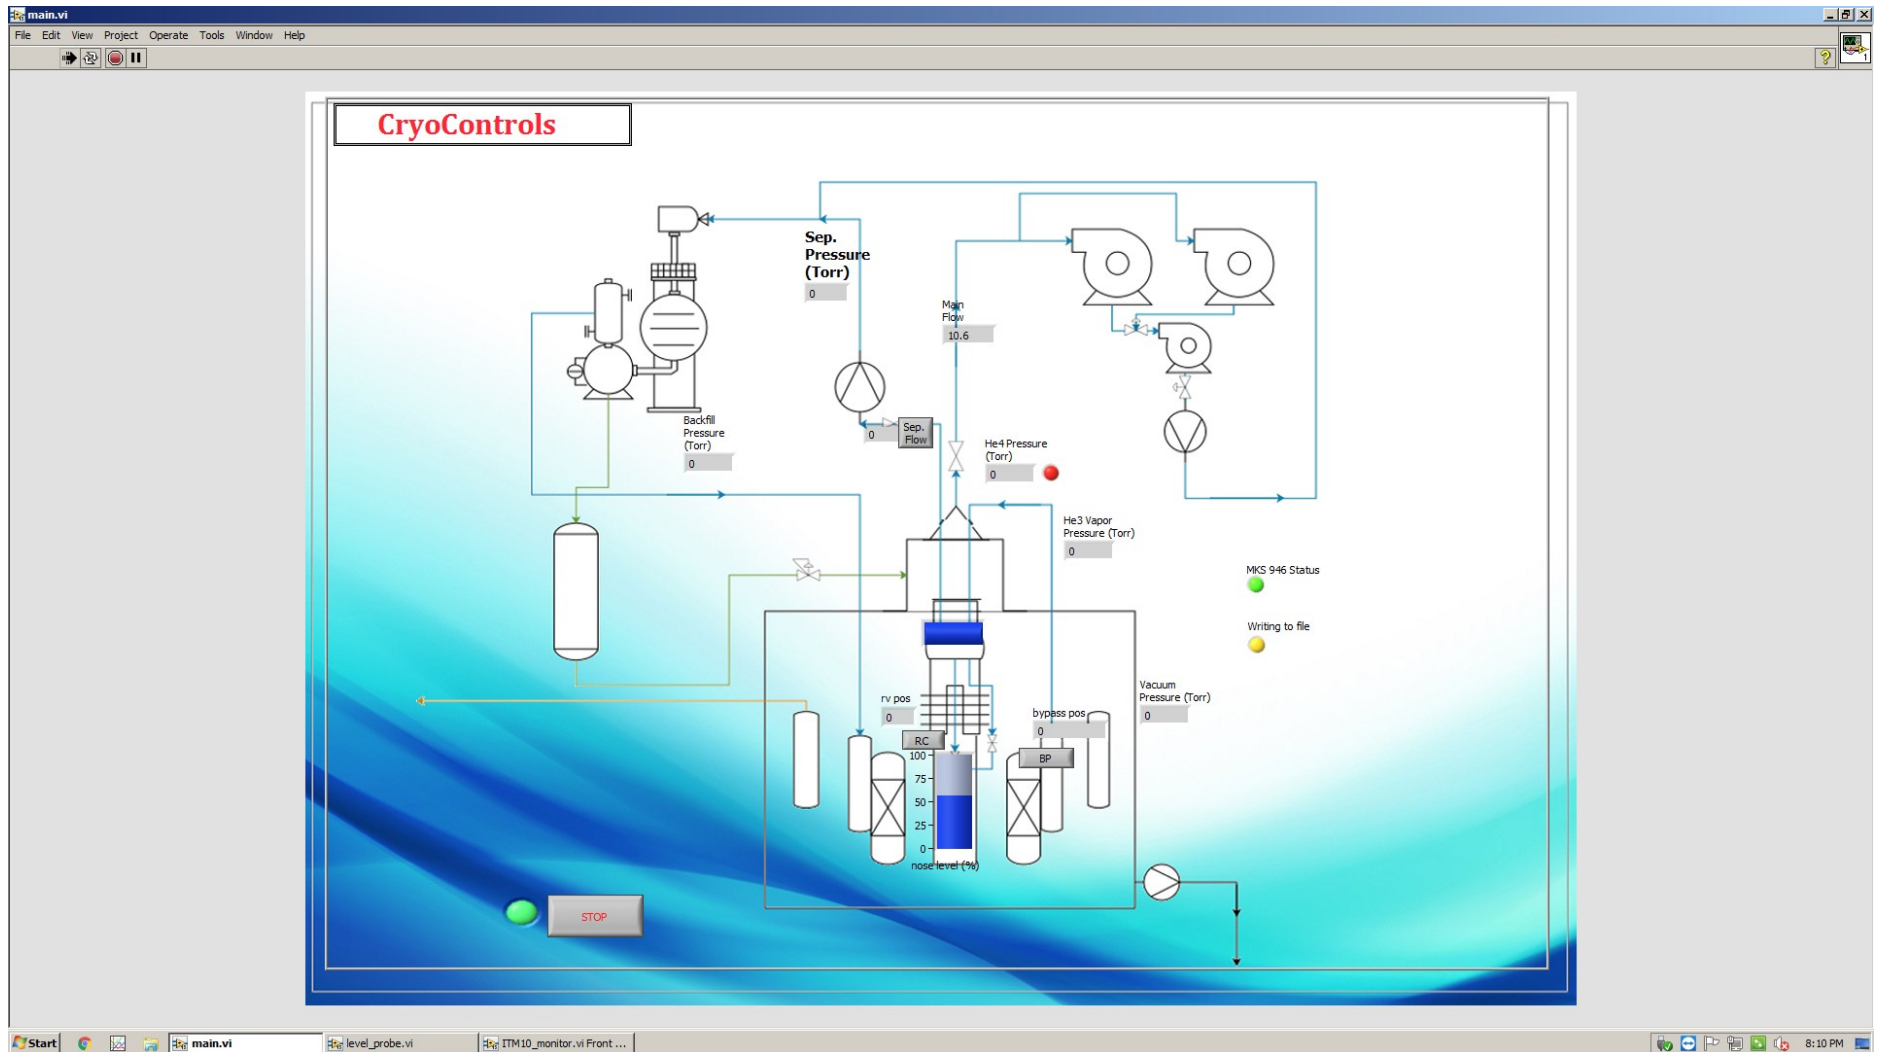 main.vi
File Edit View Project Operate Tools Window Help
1
CryoControls
Sep.
Pressure
(Torr)
0
Main
Flow
10.6
Backfill
Pressure
(Torr)
0
0
Sep.
Flow
He4 Pressure
(Torr)
0
He3 Vapor
Pressure (Torr)
0
MKS 946 Status
Writing to file
Vacuum
Pressure (Torr)
0
rv pos
0
bypass pos
0
RC
BP
100
75
50
25
0
nose level (%)
STOP
Start main.vi level_probe.vi ITM10_monitor.vi Front ... 8:10 PM